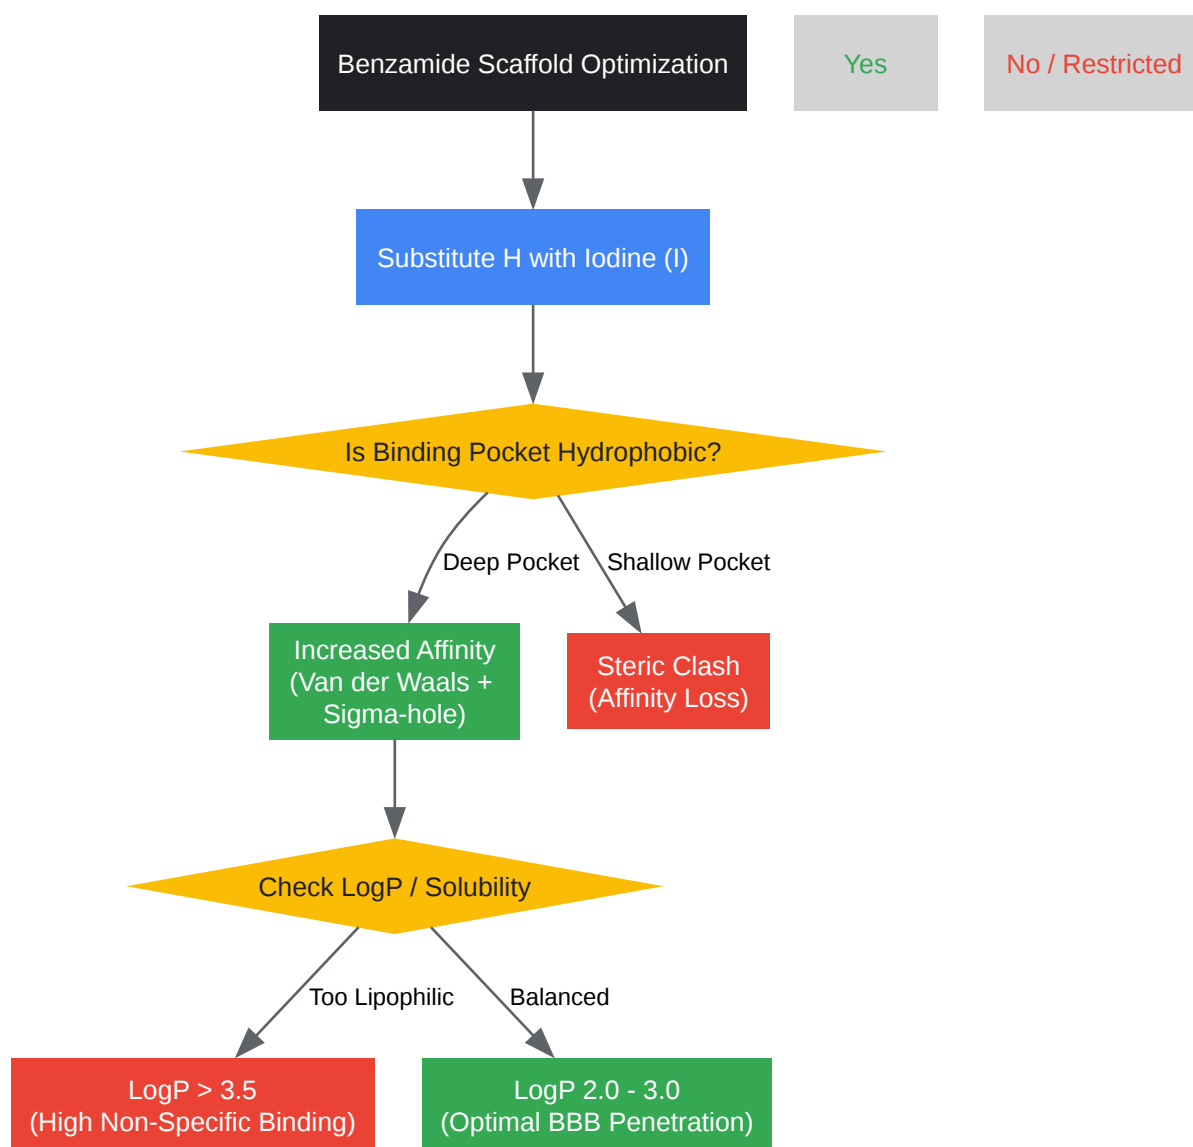 Benzamide Scaffold Optimization
Yes
No / Restricted
Substitute H with Iodine (I)
Is Binding Pocket Hydrophobic?
Deep Pocket
Shallow Pocket
Increased Affinity
(Van der Waals +
Sigma-hole)
Steric Clash
(Affinity Loss)
Check LogP / Solubility
Too Lipophilic
Balanced
LogP > 3.5
(High Non-Specific Binding)
LogP 2.0 - 3.0
(Optimal BBB Penetration)